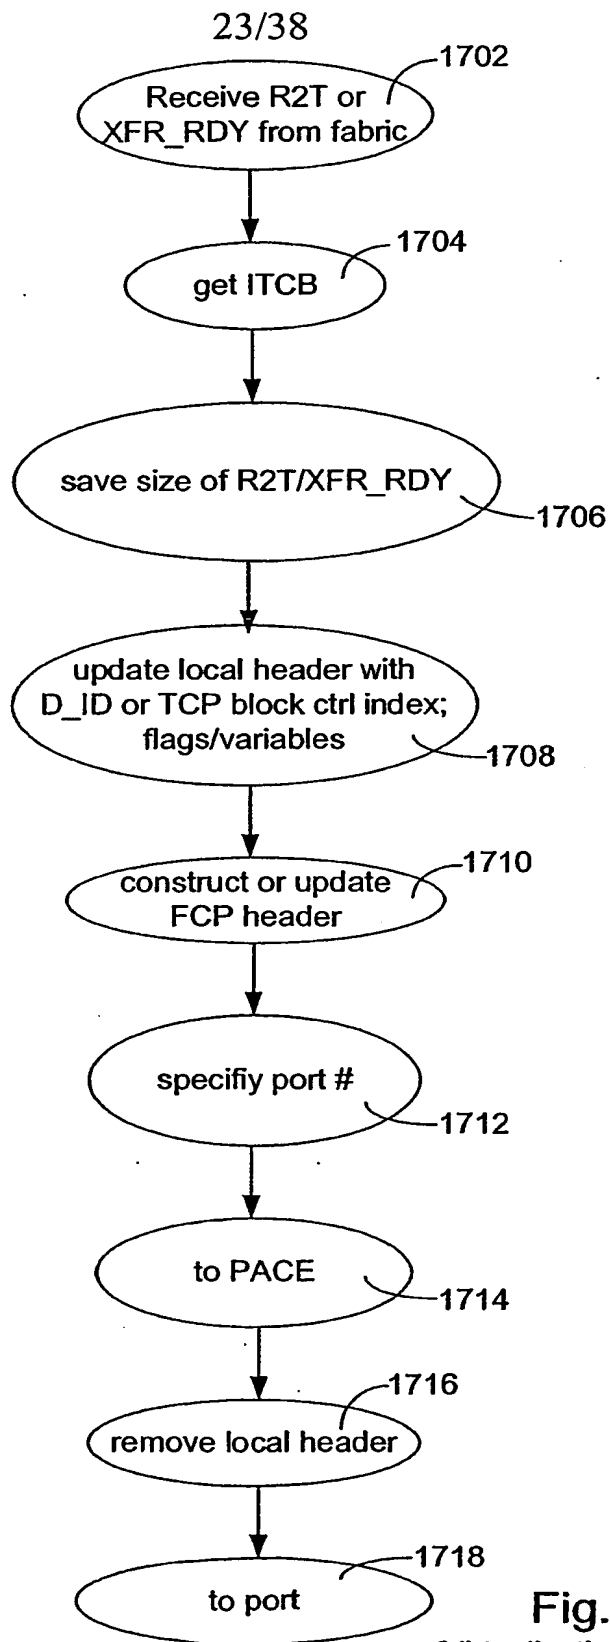 23/38
1702
Receive R2T or
XFR_RDY from fabric
1704
get ITCB
save size of R2T/XFR_RDY
1706
update local header with
D_ID or TCP block ctrl index;
flags/variables
1708
1710
construct or update
FCP header
specifiy port #
1712
to PACE
1714
1716
remove local header
1718
to port
Fig.